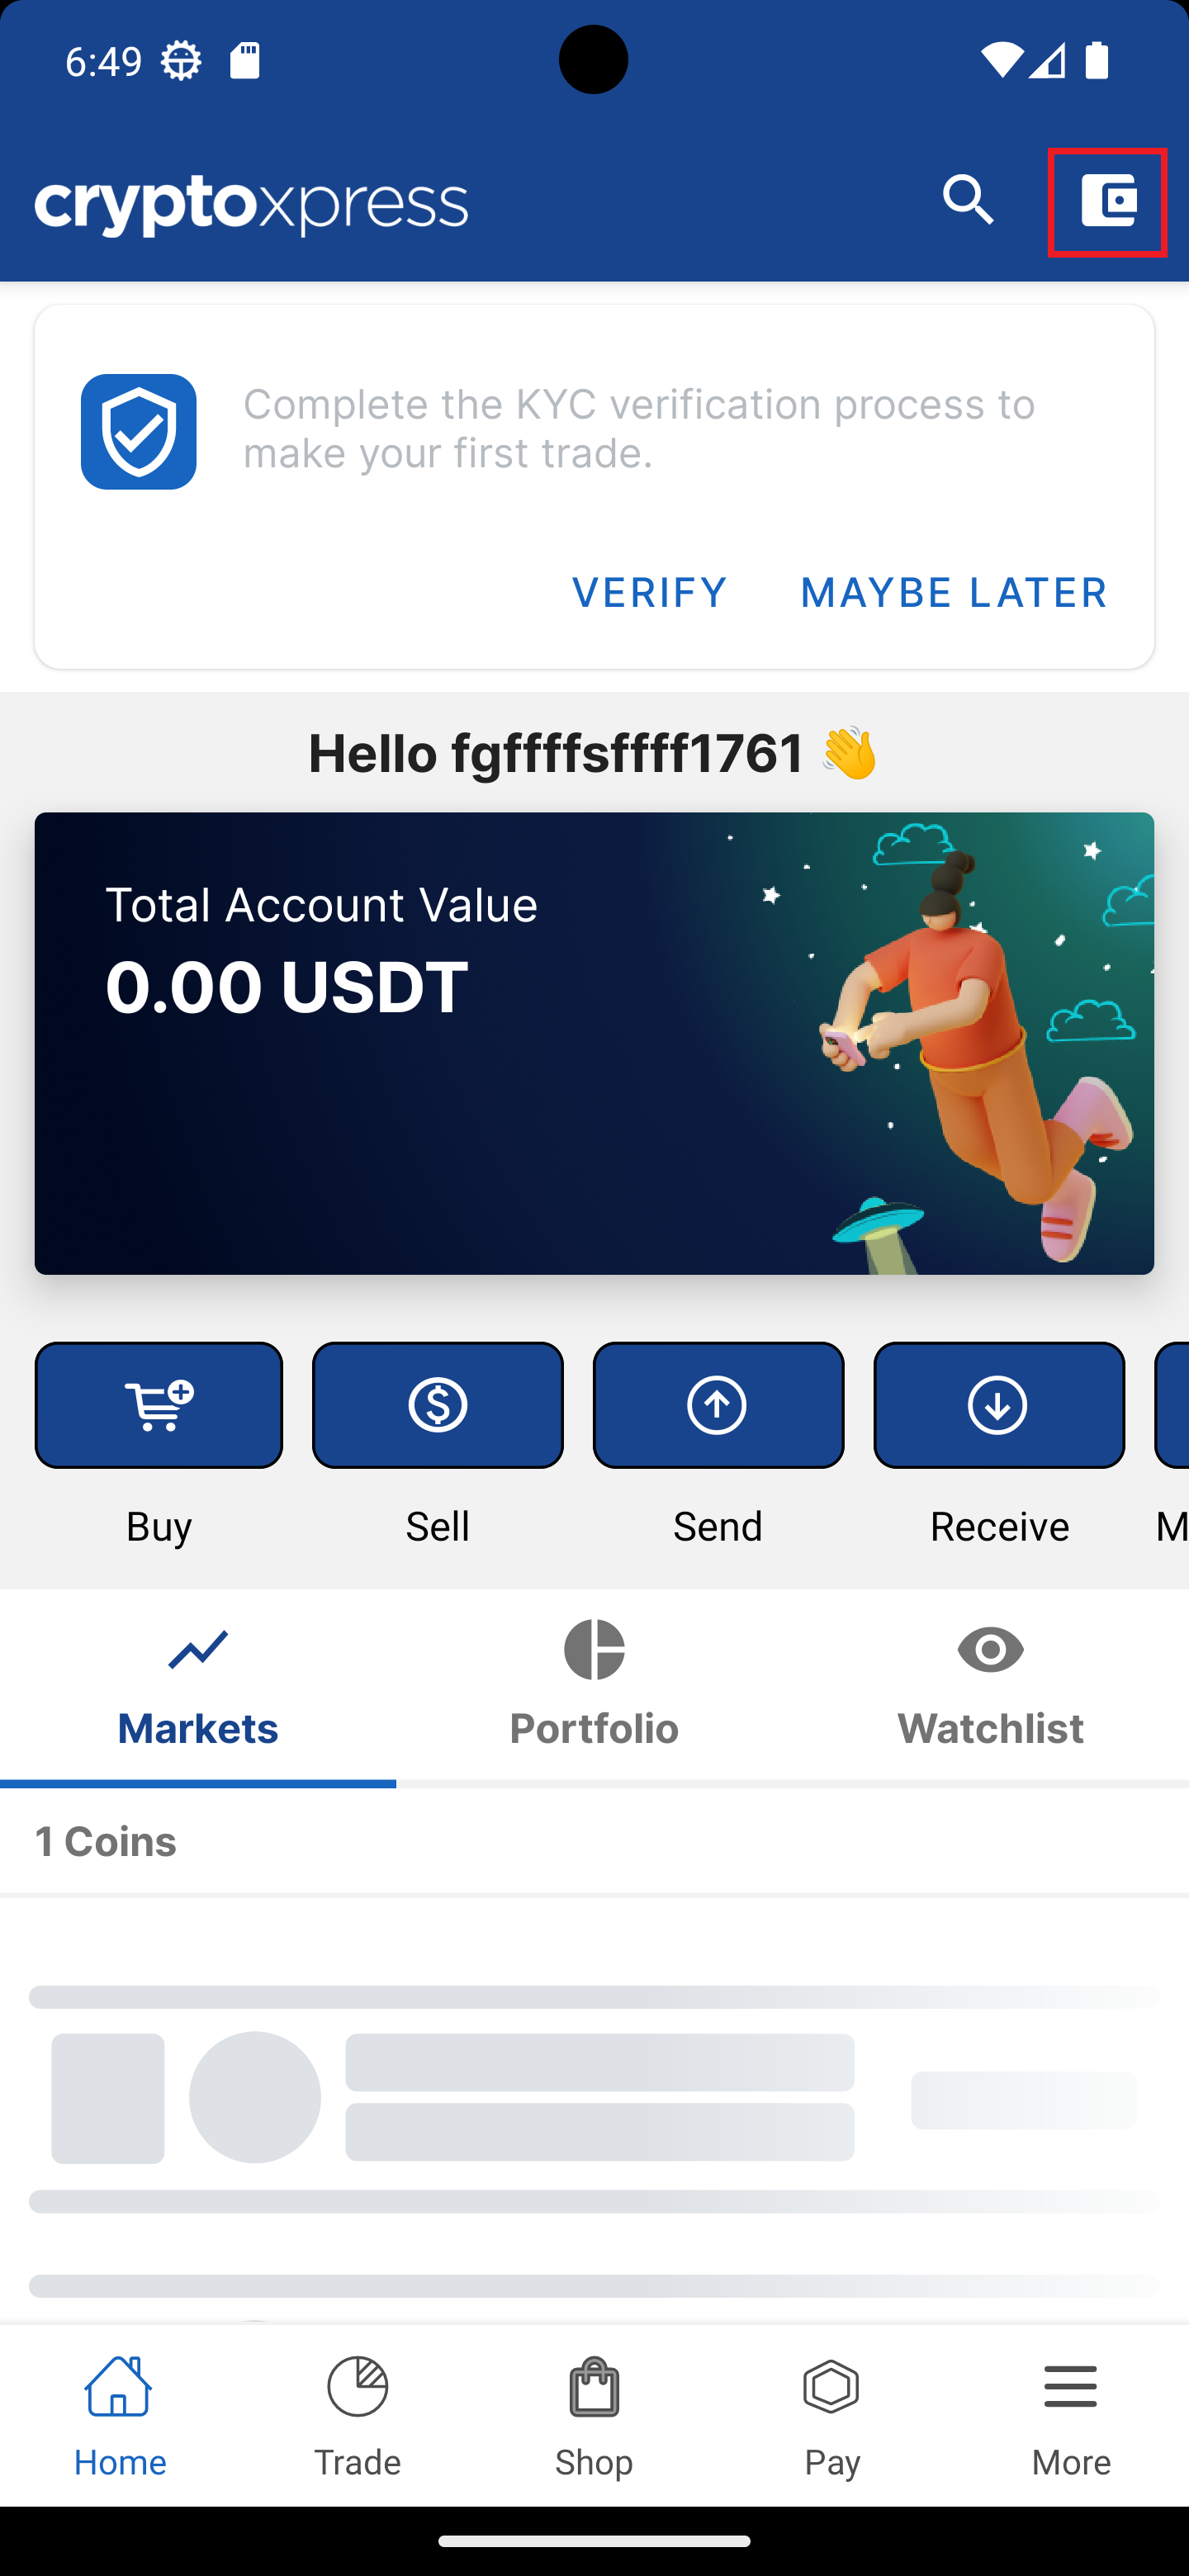 6:49
cryptoxpress
Complete the KYC verification process to
make your first trade.
VERIFY MAYBE LATER
Hello fgffffsffff1761 👋
Total Account Value
0.00 USDT
Buy Sell Send Receive M
Markets Portfolio Watchlist
1 Coins
Home Trade Shop Pay More